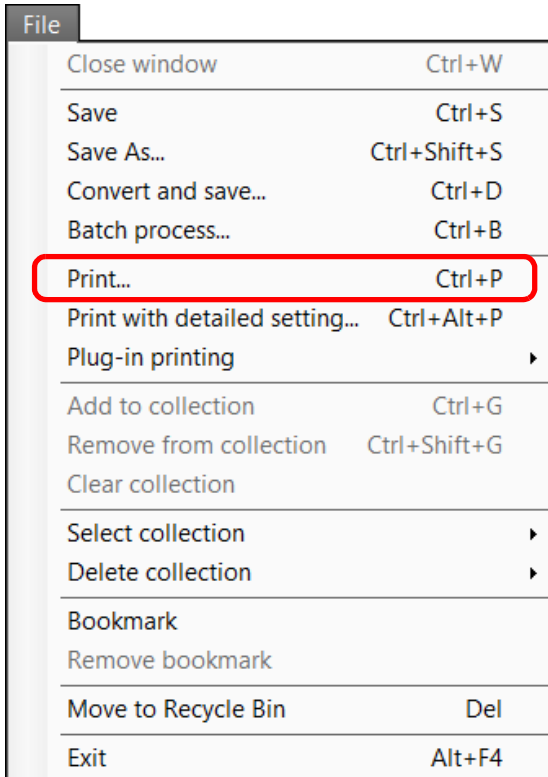 File
Close window Ctrl+W
Save Ctrl+S
Save As... Ctrl+Shift+S
Convert and save... Ctrl+D
Batch process... Ctrl+B
Print... Ctrl+P
Print with detailed setting... Ctrl+Alt+P
Plug-in printing
Add to collection Ctrl+G
Remove from collection Ctrl+Shift+G
Clear collection
Select collection
Delete collection
Bookmark
Remove bookmark
Move to Recycle Bin Del
Exit Alt+F4